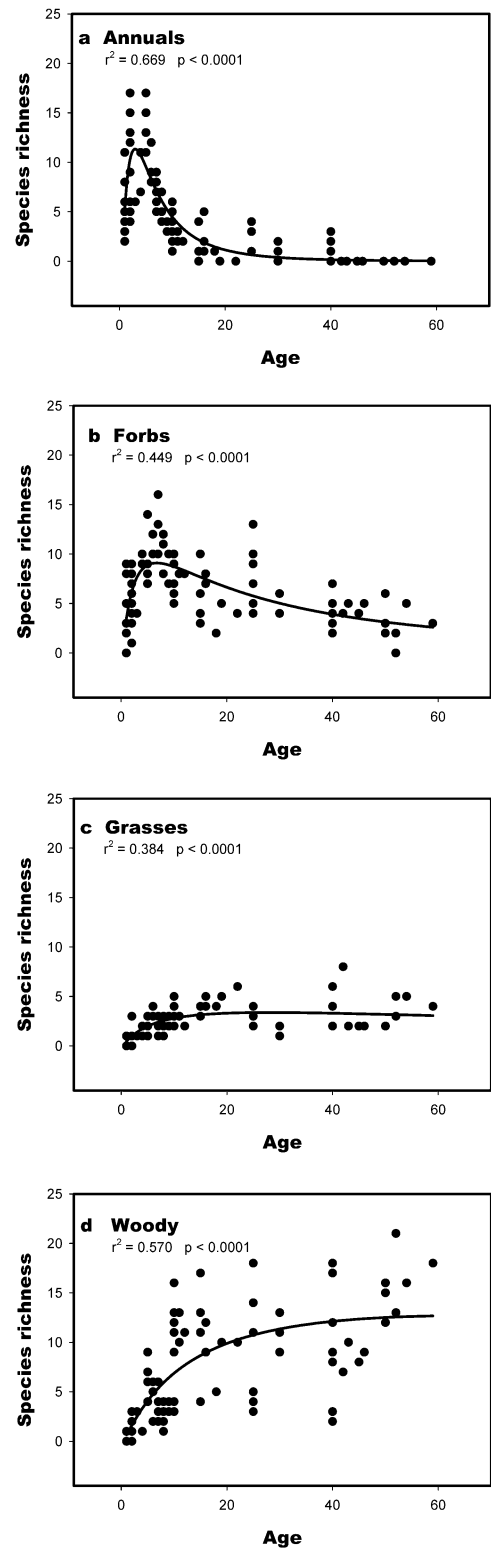 25
a Annuals
r² = 0.669 p < 0.0001
20
15
10
5
0
Species richness
0 20 40 60
Age
25
b Forbs
r² = 0.449 p < 0.0001
20
15
10
5
0
Species richness
0 20 40 60
Age
25
c Grasses
r² = 0.384 p < 0.0001
20
15
10
5
0
Species richness
0 20 40 60
Age
25
d Woody
r² = 0.570 p < 0.0001
20
15
10
5
0
Species richness
0 20 40 60
Age